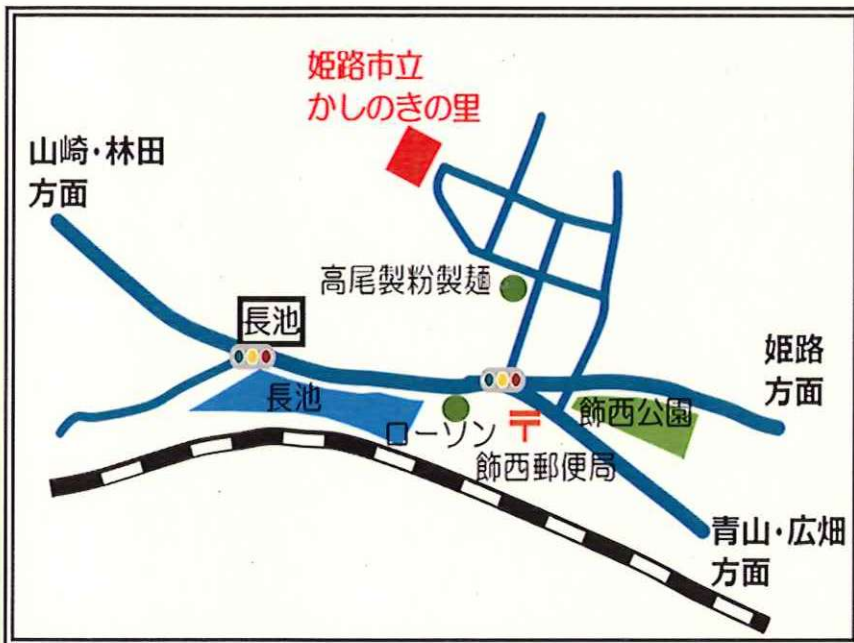 姫路市立
かしのきの里
山崎・林田
方面
高尾製粉製麺
長池
姫路
方面
長池
ローソン
飾西公園
〒
飾西郵便局
青山・広畑
方面